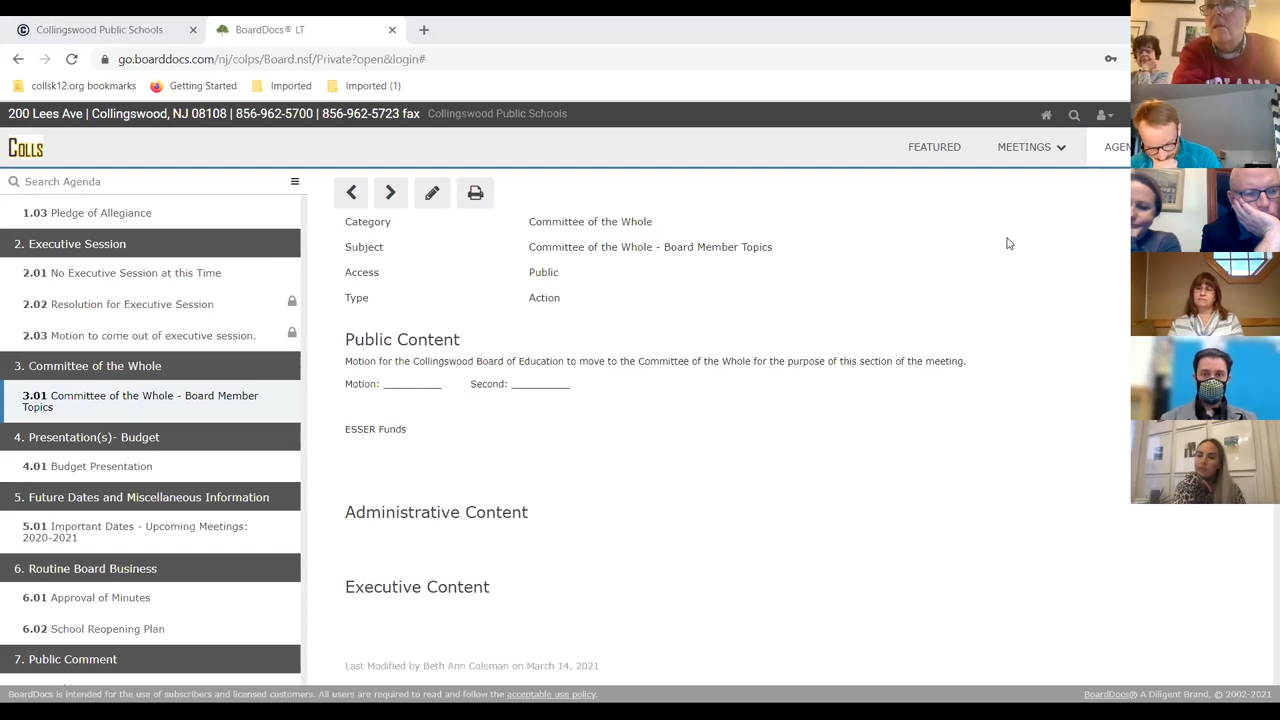 Collingswood Public Schools
BoardDocs® LT
go.boarddocs.com/nj/colps/Board.nsf/Private?open&login#
collsk12.org bookmarks
Getting Started
Imported
Imported (1)
200 Lees Ave | Collingswood, NJ 08108 | 856-962-5700 | 856-962-5723 fax Collingswood Public Schools
COLLS
FEATURED
MEETINGS
AGEN
Search Agenda
1.03 Pledge of Allegiance
2. Executive Session
2.01 No Executive Session at this Time
2.02 Resolution for Executive Session
2.03 Motion to come out of executive session.
3. Committee of the Whole
3.01 Committee of the Whole - Board Member
Topics
4. Presentation(s)- Budget
4.01 Budget Presentation
5. Future Dates and Miscellaneous Information
5.01 Important Dates - Upcoming Meetings:
2020-2021
6. Routine Board Business
6.01 Approval of Minutes
6.02 School Reopening Plan
7. Public Comment
Category Committee of the Whole
Subject Committee of the Whole - Board Member Topics
Access Public
Type Action
Public Content
Motion for the Collingswood Board of Education to move to the Committee of the Whole for the purpose of this section of the meeting.
Motion: __________ Second: __________
ESSER Funds
Administrative Content
Executive Content
Last Modified by Beth Ann Coleman on March 14, 2021
BoardDocs is intended for the use of subscribers and licensed customers. All users are required to read and follow the acceptable use policy.
BoardDocs® A Diligent Brand, © 2002-2021